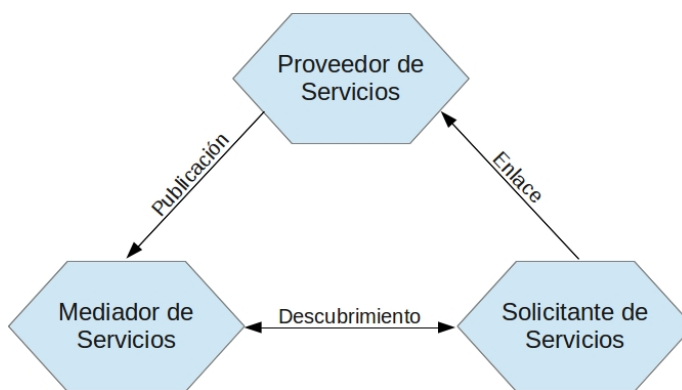 Proveedor de
Servicios
Publicación
Enlace
Mediador de
Servicios
Descubrimiento
Solicitante de
Servicios